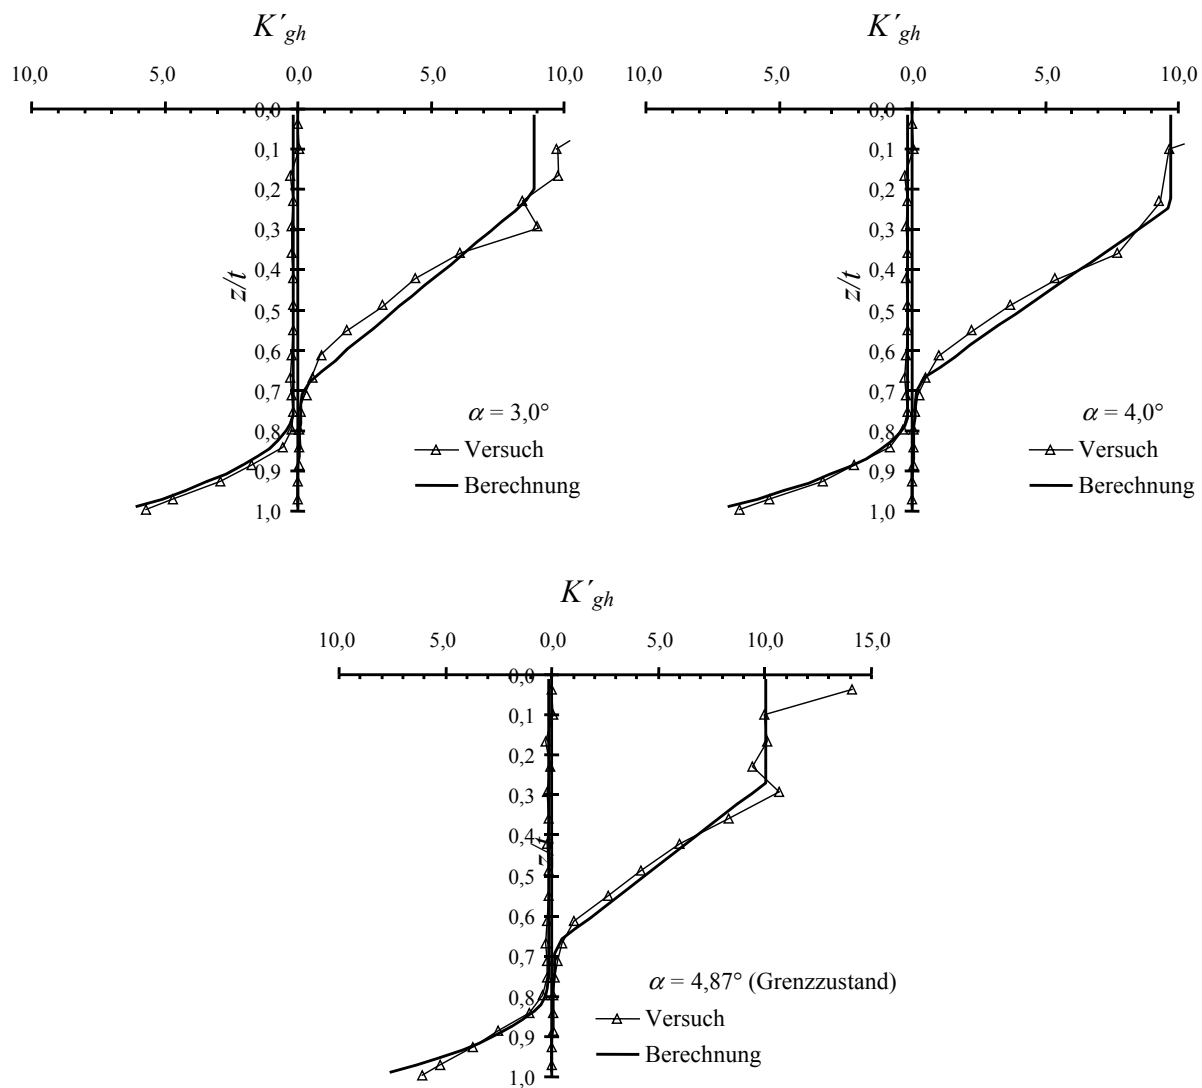 K′gh
10,0 5,0 0,0 5,0 10,0
0,0
0,1
0,2
0,3
0,4
0,5
0,6
0,7
0,8
0,9
1,0
z/t
α = 3,0°
Versuch
Berechnung
K′gh
10,0 5,0 0,0 5,0 10,0
0,0
0,1
0,2
0,3
0,4
0,5
0,6
0,7
0,8
0,9
1,0
z/t
α = 4,0°
Versuch
Berechnung
K′gh
10,0 5,0 0,0 5,0 10,0 15,0
0,0
0,1
0,2
0,3
0,4
0,5
0,6
0,7
0,8
0,9
1,0
α = 4,87° (Grenzzustand)
Versuch
Berechnung